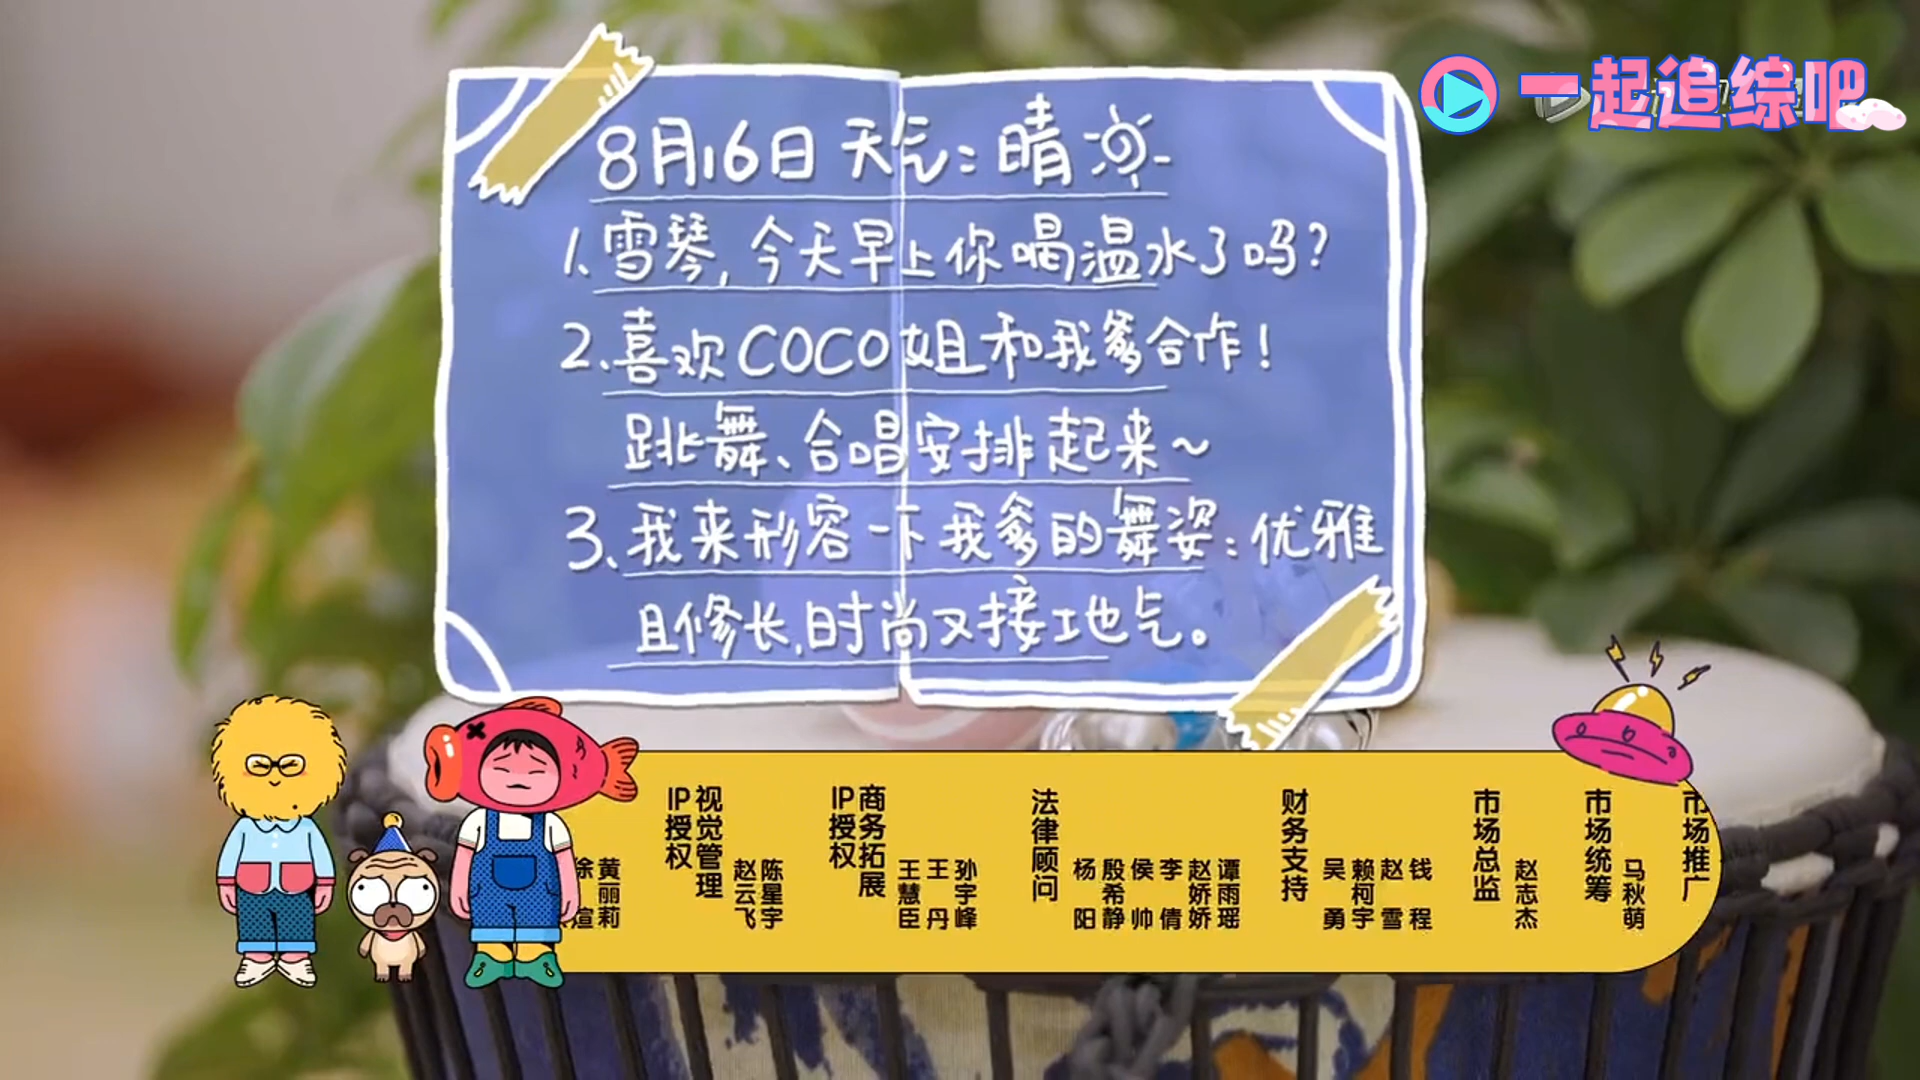 一起追综吧
8月16日 天气：晴
1.雪琴，今天早上你喝温水了吗？
2.喜欢COCO姐和我爹合作！
跳舞、合唱安排起来~
3、我来形容一下我爹的舞姿：优雅
且修长，时尚又接地气。
黄丽莉
视觉管理
IP授权
陈星宇
赵云飞
商务拓展
IP授权
孙宇峰
王丹
王慧臣
法律顾问
杨阳
殷希静
侯帅
李倩
赵娇娇
谭雨瑶
财务支持
吴勇
赖柯宇
赵雪
钱程
市场总监
赵志杰
市场统筹
马秋萌
市场推广